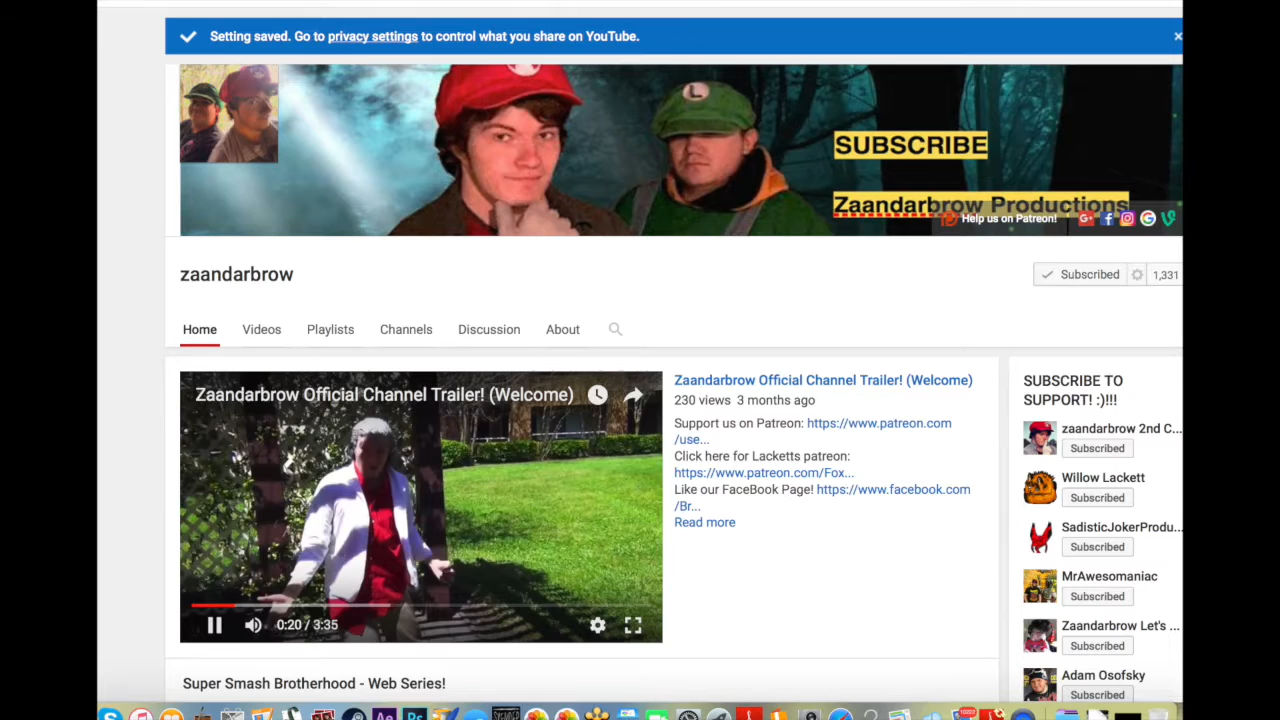 Setting saved. Go to privacy settings to control what you share on YouTube.
SUBSCRIBE
Zaandarbrow Productions
Help us on Patreon!
zaandarbrow
Subscribed
1,331
Home
Videos
Playlists
Channels
Discussion
About
Zaandarbrow Official Channel Trailer! (Welcome)
0:20 / 3:35
Zaandarbrow Official Channel Trailer! (Welcome)
230 views 3 months ago
Support us on Patreon: https://www.patreon.com
/use...
Click here for Lacketts patreon:
https://www.patreon.com/Fox...
Like our FaceBook Page! https://www.facebook.com
/Br...
Read more
SUBSCRIBE TO
SUPPORT! :)!!!
zaandarbrow 2nd C...
Subscribed
Willow Lackett
Subscribed
SadisticJokerProdu...
Subscribed
MrAwesomaniac
Subscribed
Zaandarbrow Let's ...
Subscribed
Adam Osofsky
Subscribed
Super Smash Brotherhood - Web Series!
Ae
Ps